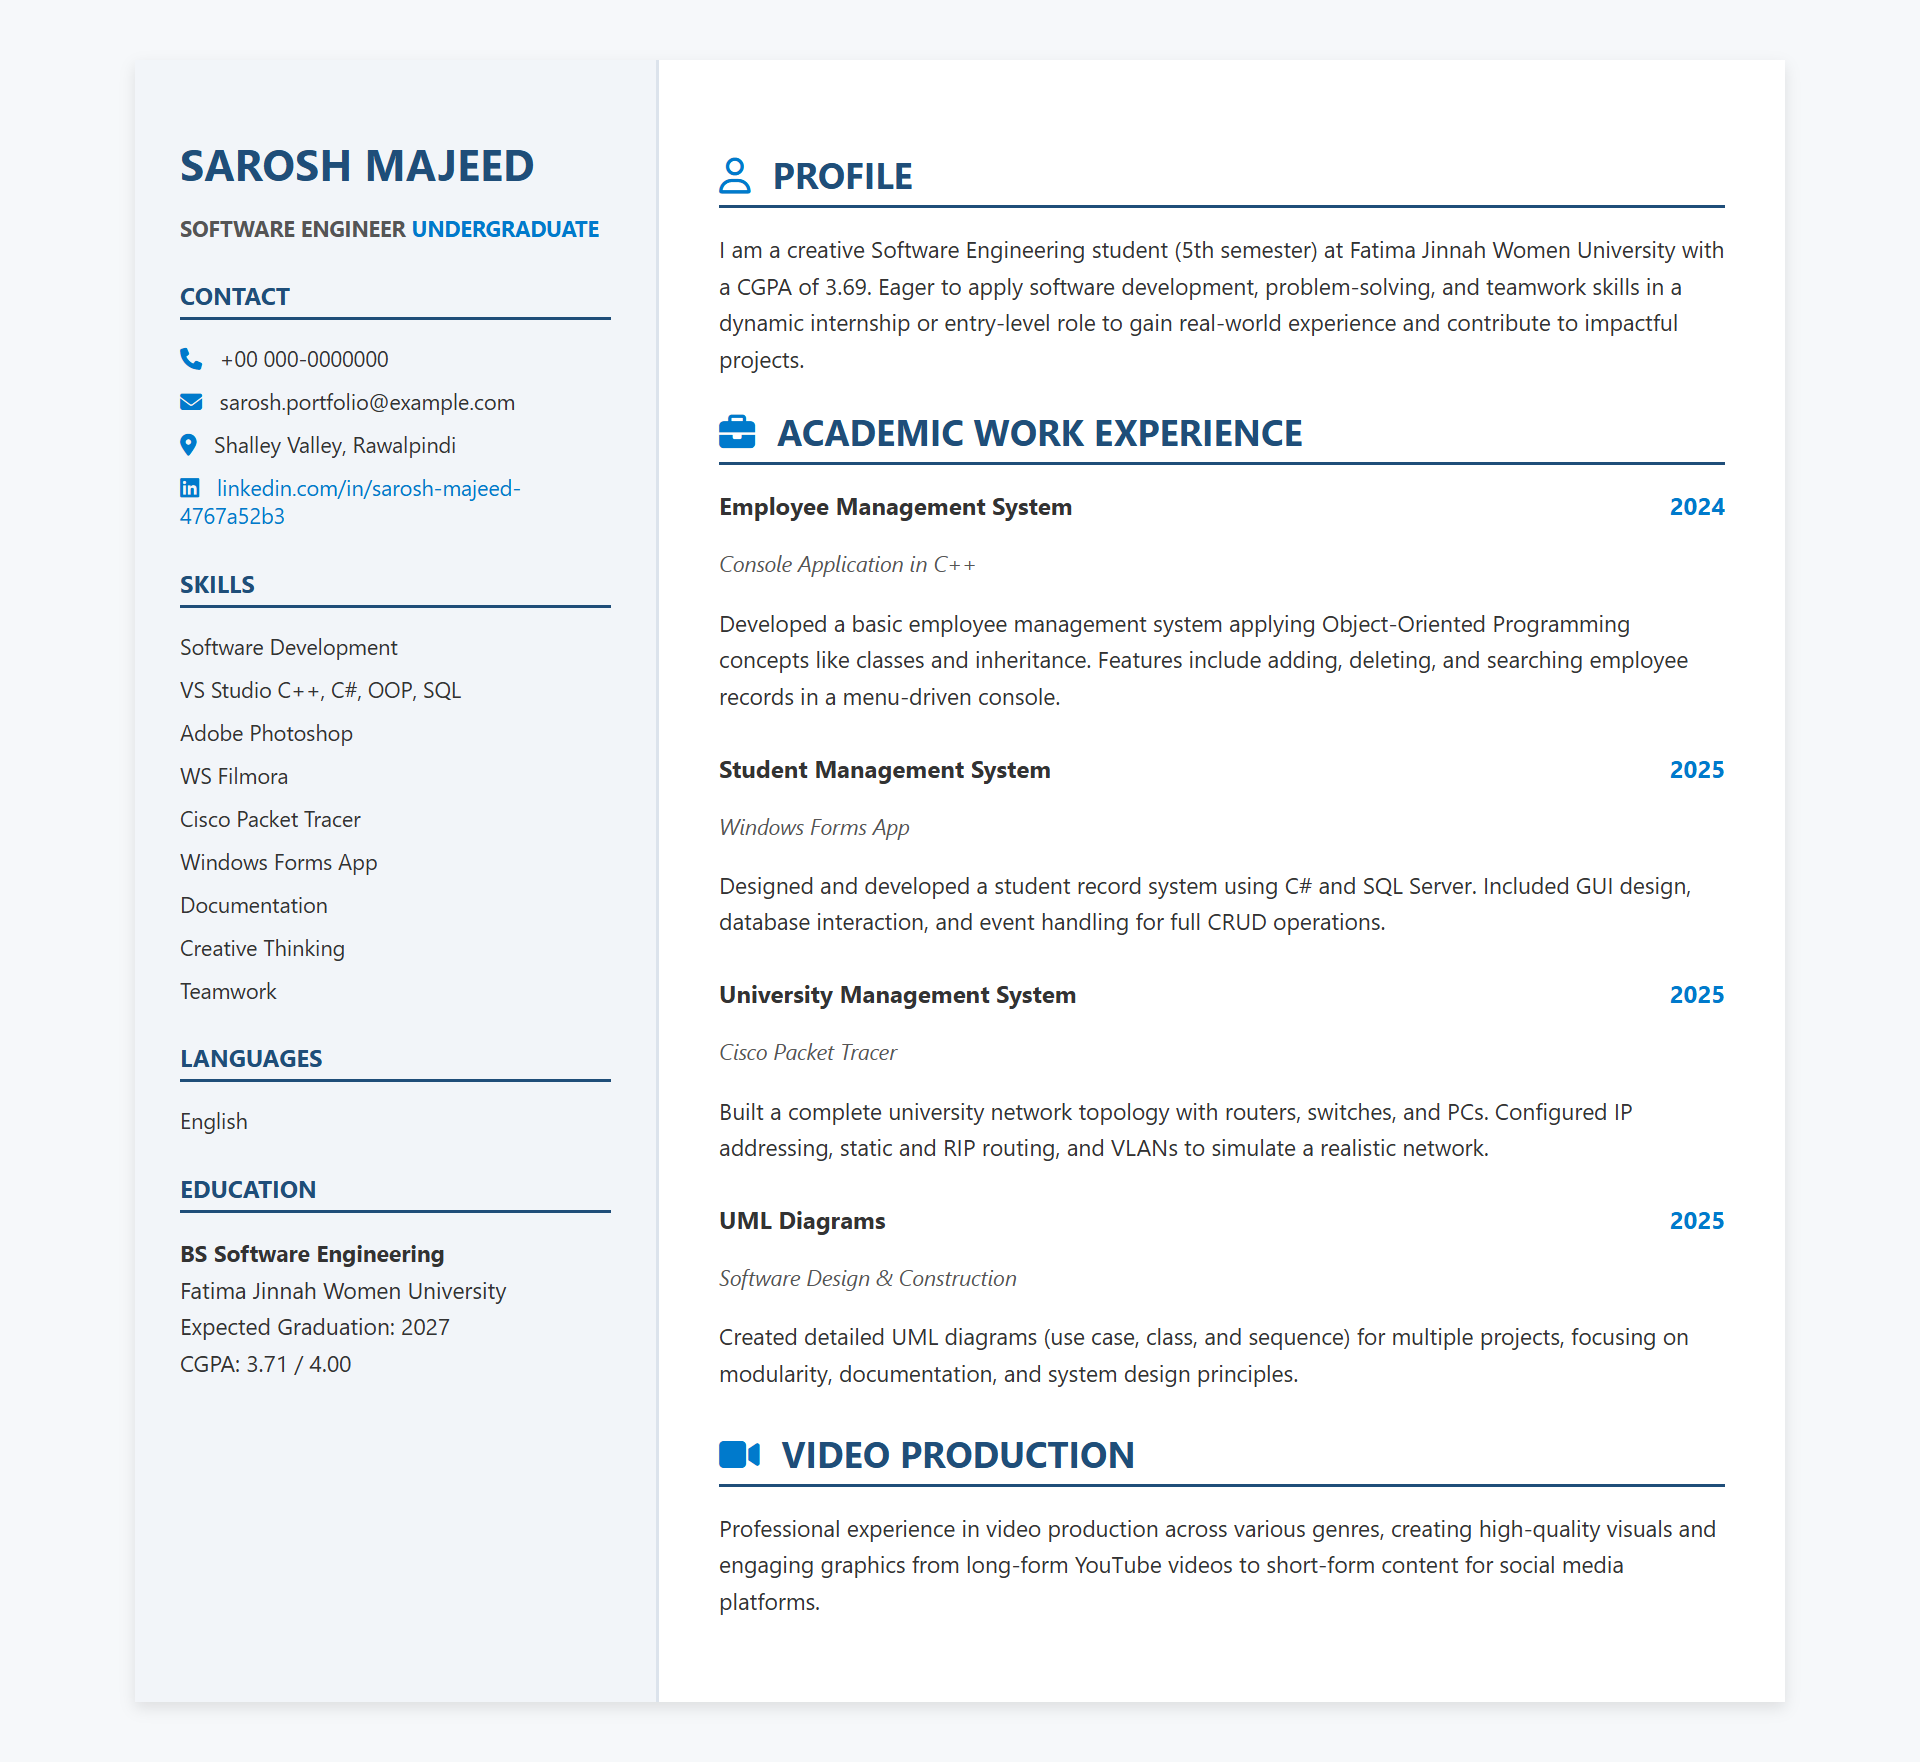 SAROSH MAJEED
SOFTWARE ENGINEER UNDERGRADUATE
CONTACT
+00 000-0000000
sarosh.portfolio@example.com
Shalley Valley, Rawalpindi
linkedin.com/in/sarosh-majeed-
4767a52b3
SKILLS
Software Development
VS Studio C++, C#, OOP, SQL
Adobe Photoshop
WS Filmora
Cisco Packet Tracer
Windows Forms App
Documentation
Creative Thinking
Teamwork
LANGUAGES
English
EDUCATION
BS Software Engineering
Fatima Jinnah Women University
Expected Graduation: 2027
CGPA: 3.71 / 4.00
PROFILE
I am a creative Software Engineering student (5th semester) at Fatima Jinnah Women University with
a CGPA of 3.69. Eager to apply software development, problem-solving, and teamwork skills in a
dynamic internship or entry-level role to gain real-world experience and contribute to impactful
projects.
ACADEMIC WORK EXPERIENCE
Employee Management System 2024
Console Application in C++
Developed a basic employee management system applying Object-Oriented Programming
concepts like classes and inheritance. Features include adding, deleting, and searching employee
records in a menu-driven console.
Student Management System 2025
Windows Forms App
Designed and developed a student record system using C# and SQL Server. Included GUI design,
database interaction, and event handling for full CRUD operations.
University Management System 2025
Cisco Packet Tracer
Built a complete university network topology with routers, switches, and PCs. Configured IP
addressing, static and RIP routing, and VLANs to simulate a realistic network.
UML Diagrams 2025
Software Design & Construction
Created detailed UML diagrams (use case, class, and sequence) for multiple projects, focusing on
modularity, documentation, and system design principles.
VIDEO PRODUCTION
Professional experience in video production across various genres, creating high-quality visuals and
engaging graphics from long-form YouTube videos to short-form content for social media
platforms.